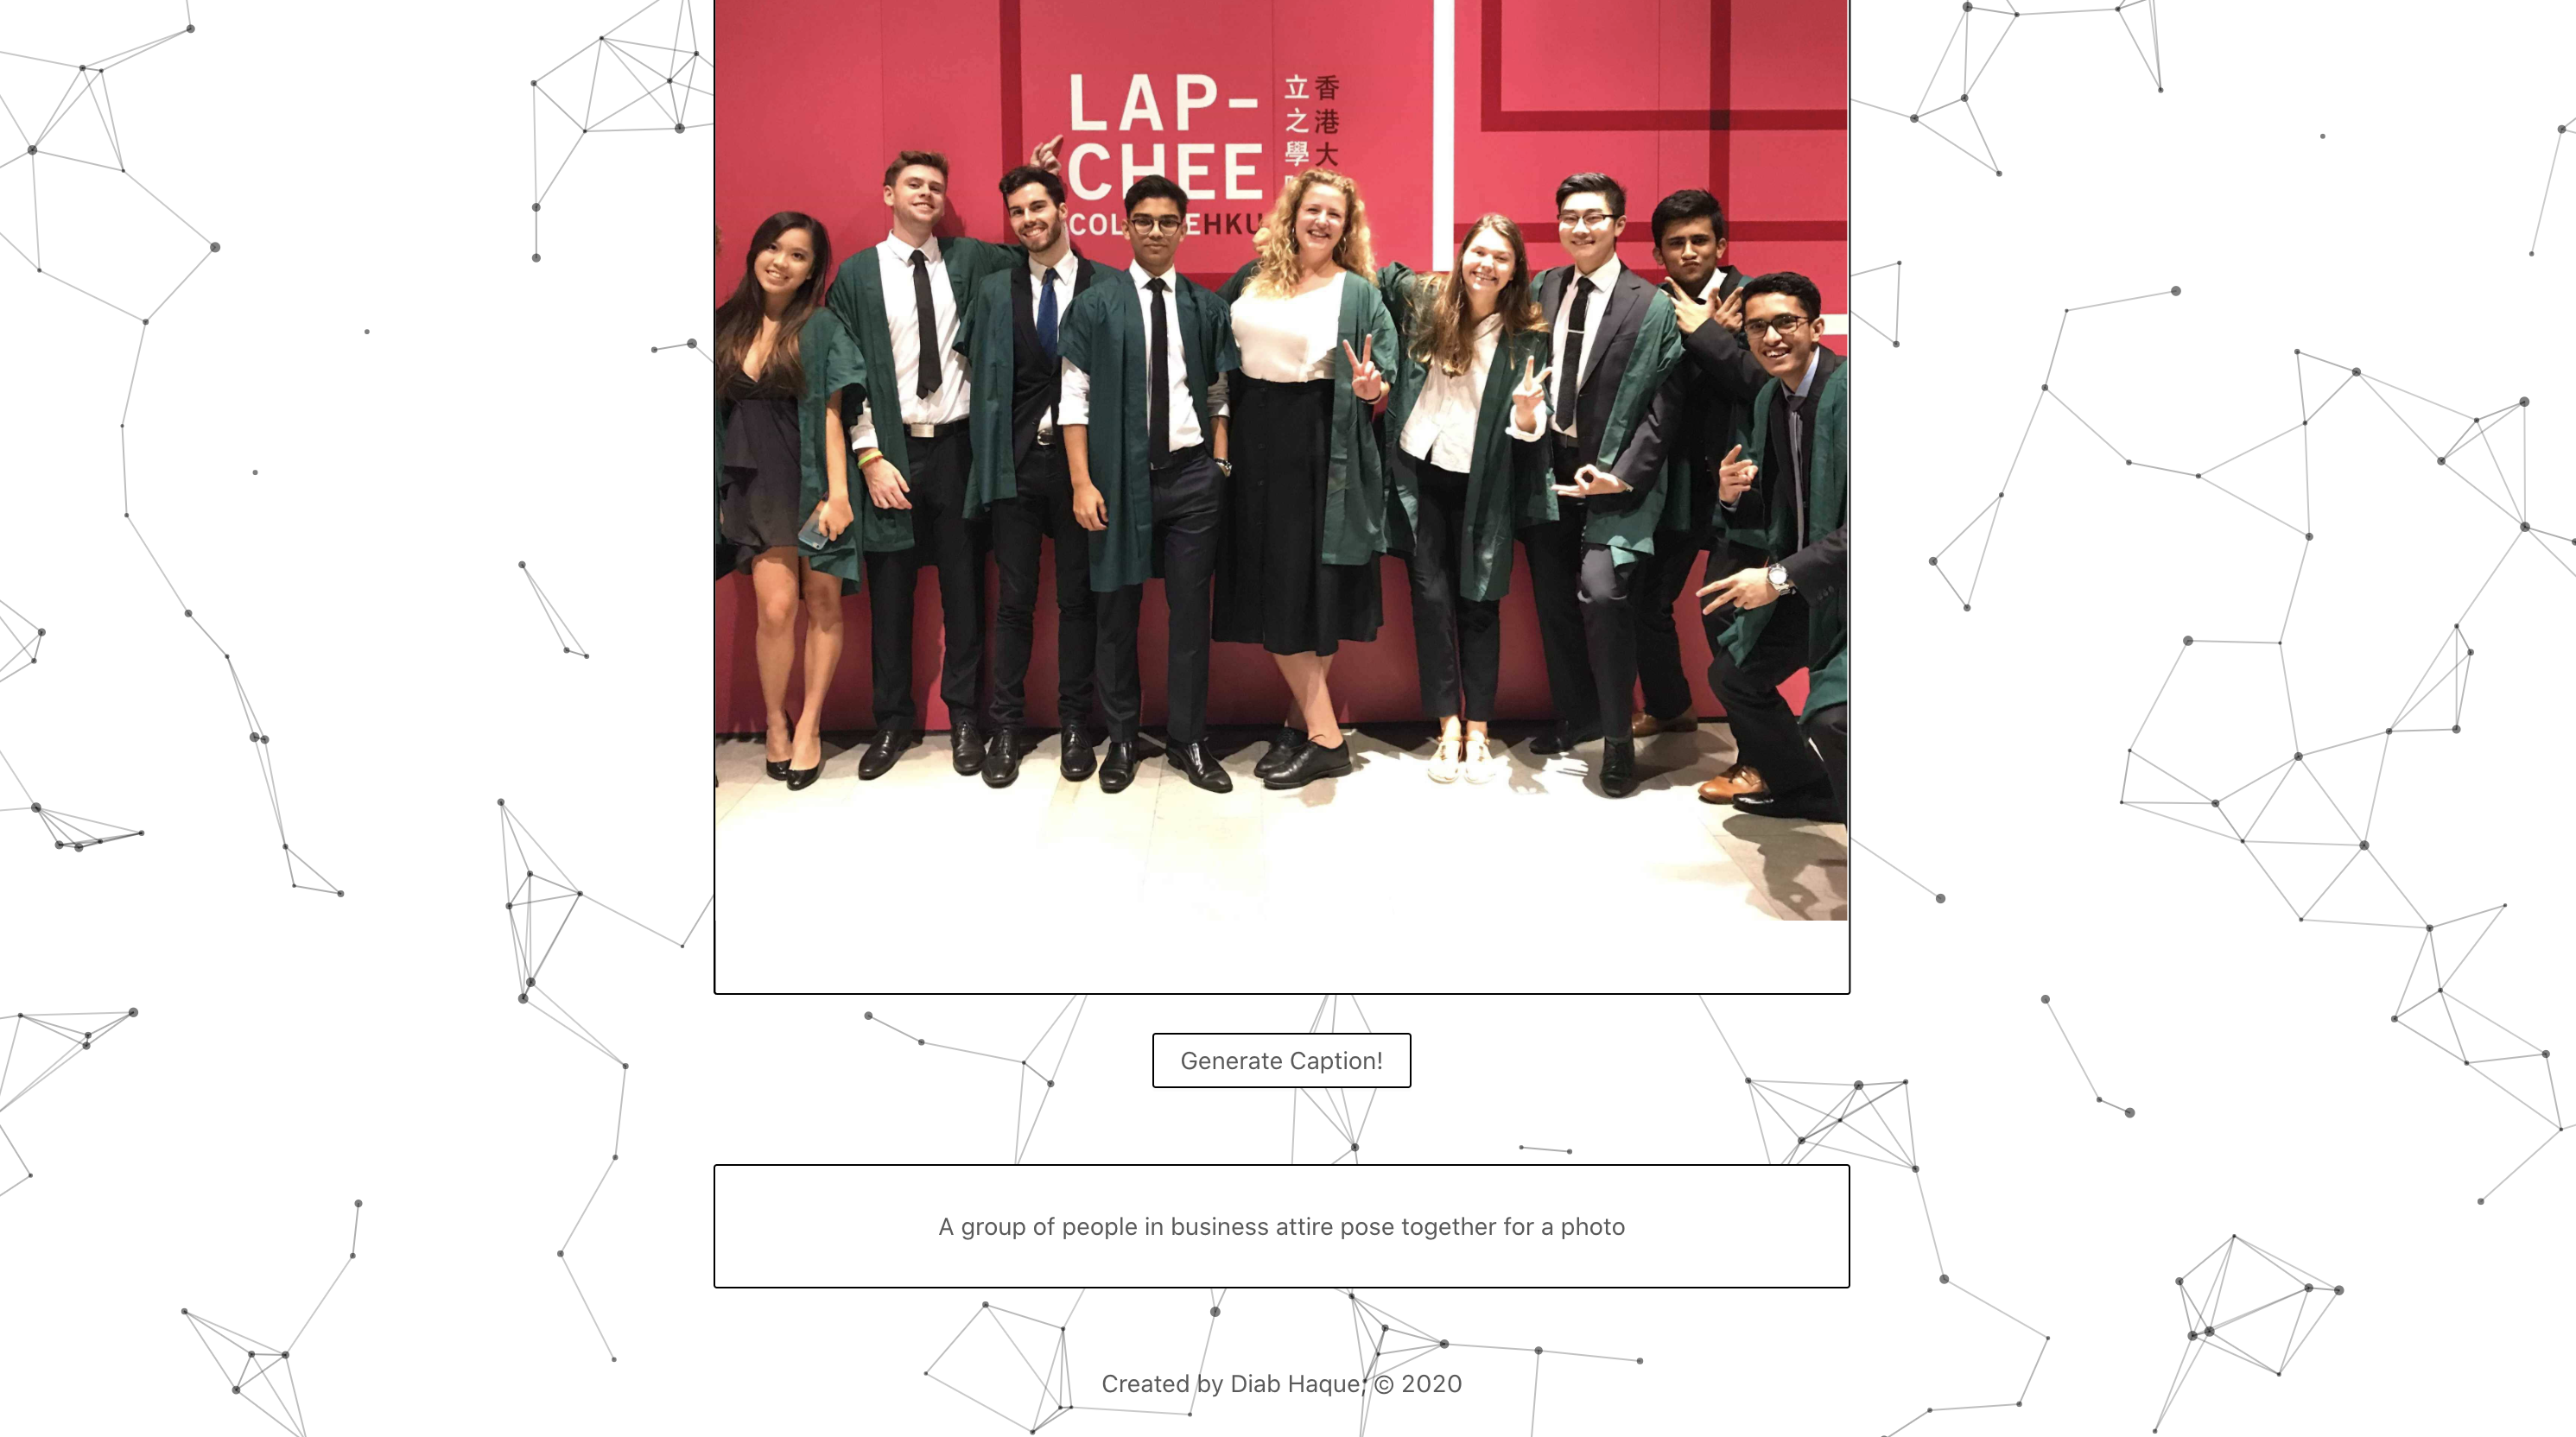 LAP-
CHEE
HKU
香港大
立之學
Generate Caption!
A group of people in business attire pose together for a photo
Created by Diab Haque, © 2020